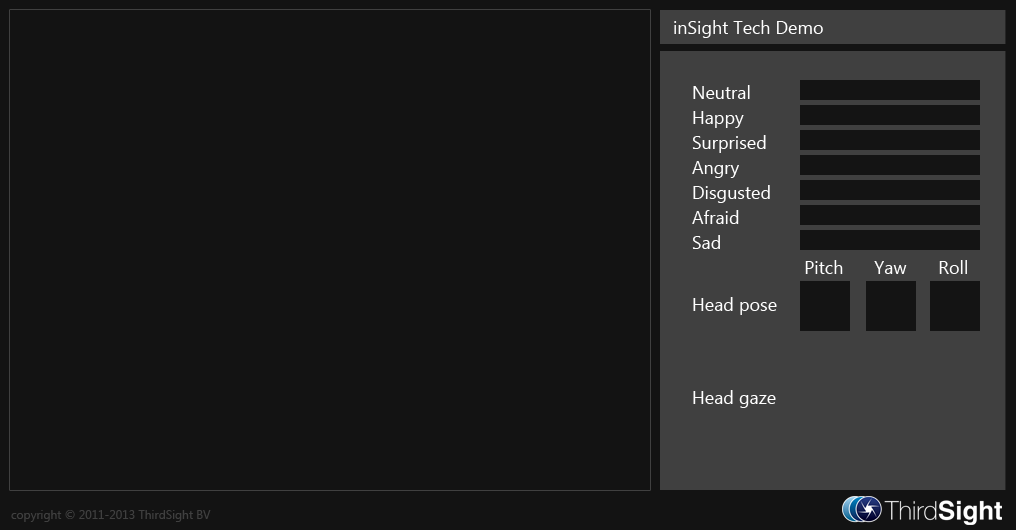 inSight Tech Demo
Neutral
Happy
Surprised
Angry
Disgusted
Afraid
Sad
Pitch Yaw Roll
Head pose
Head gaze
copyright © 2011-2013 ThirdSight BV
ThirdSight